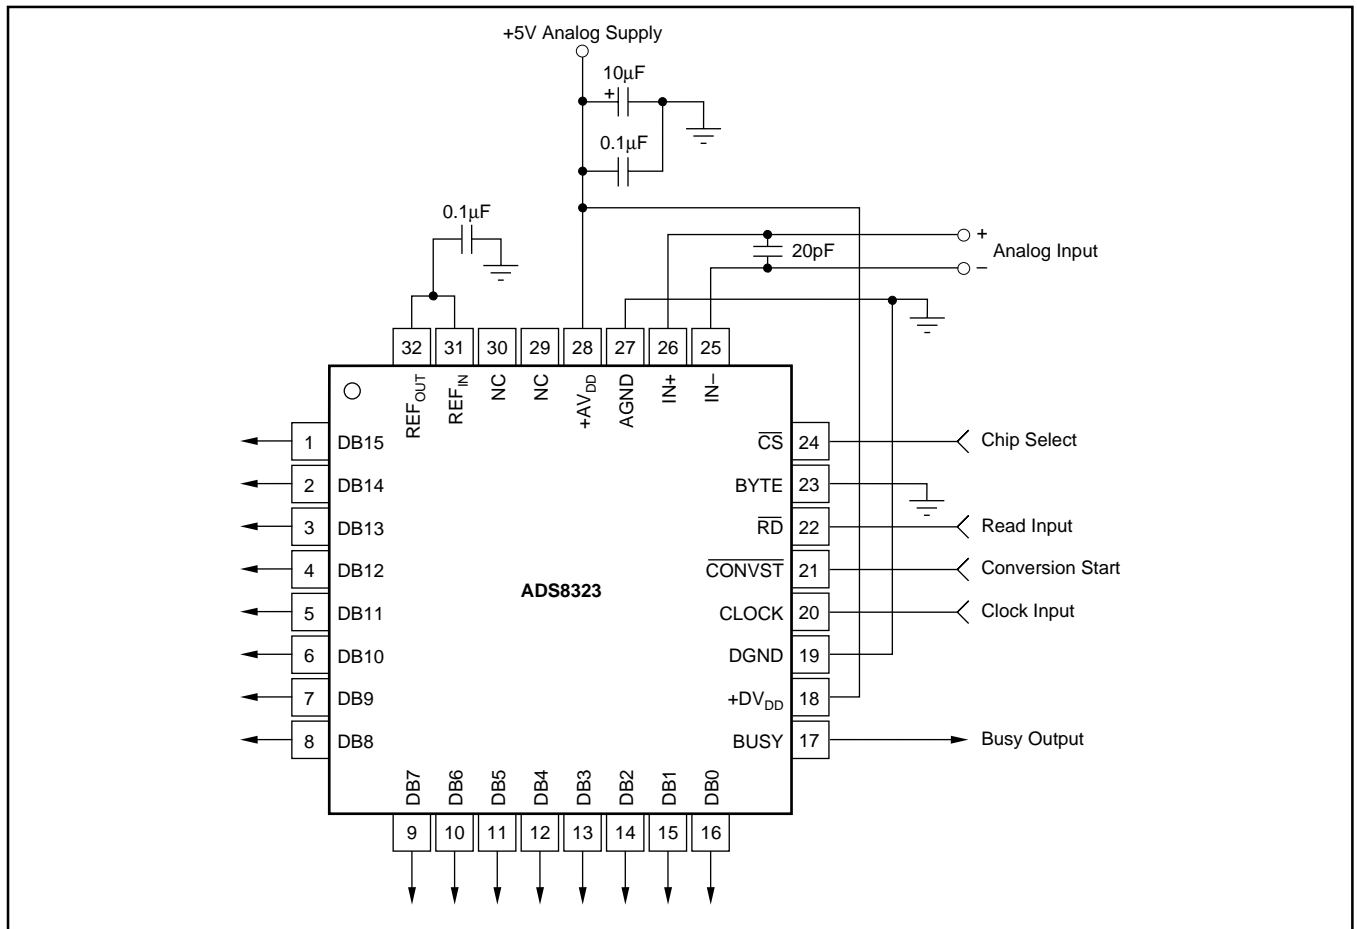 +5V Analog Supply
10µF
+
0.1µF
0.1µF
20pF
+
Analog Input
–
32 31 30 29 28 27 26 25
REFOUT REFIN NC NC +AVDD AGND IN+ IN–
1 DB15
2 DB14
3 DB13
4 DB12
5 DB11
6 DB10
7 DB9
8 DB8
ADS8323
CS 24 Chip Select
BYTE 23
RD 22 Read Input
CONVST 21 Conversion Start
CLOCK 20 Clock Input
DGND 19
+DVDD 18
BUSY 17 Busy Output
DB7 DB6 DB5 DB4 DB3 DB2 DB1 DB0
9 10 11 12 13 14 15 16